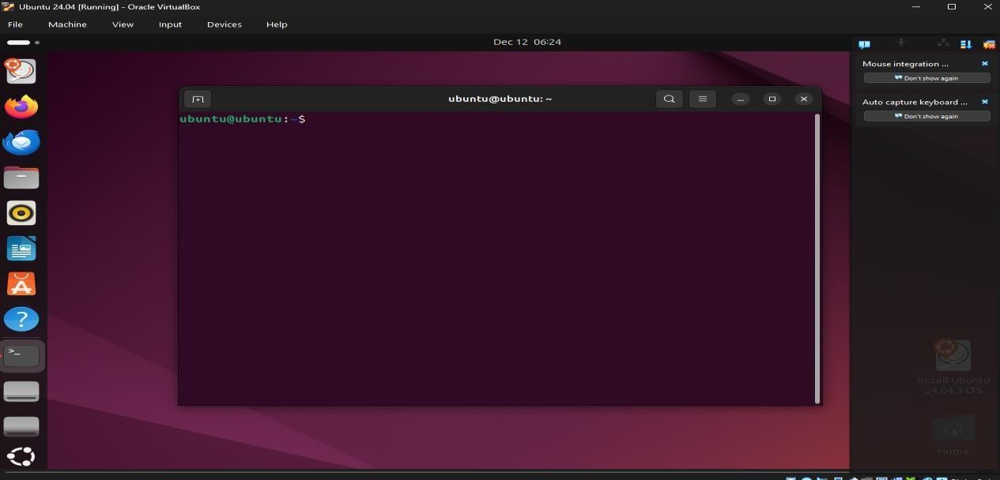 Ubuntu 24.04 [Running] - Oracle VirtualBox
File Machine View Input Devices Help
Dec 12 06:24
Mouse integration ...
Don't show again
ubuntu@ubuntu: ~
Auto capture keyboard ...
Don't show again
ubuntu@ubuntu:~$
>_
Install Ubuntu
24.04.3 LTS
Home